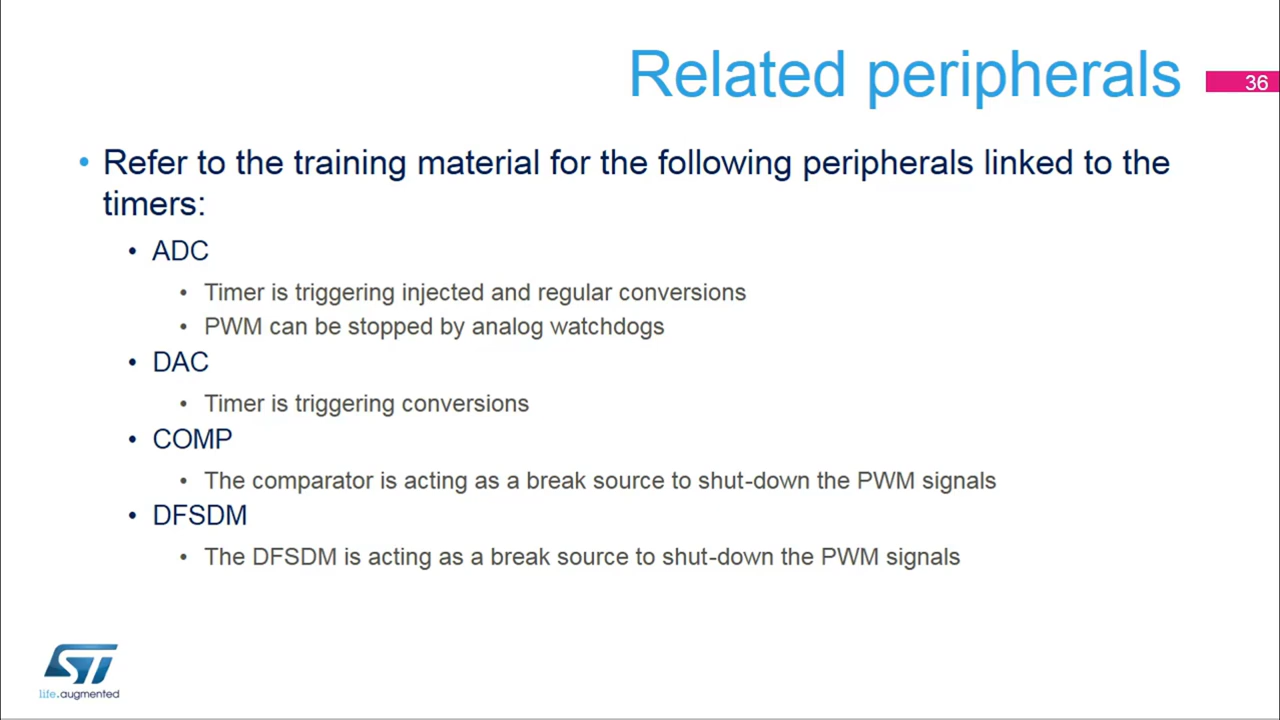 Related peripherals
36
• Refer to the training material for the following peripherals linked to the
timers:
• ADC
• Timer is triggering injected and regular conversions
• PWM can be stopped by analog watchdogs
• DAC
• Timer is triggering conversions
• COMP
• The comparator is acting as a break source to shut-down the PWM signals
• DFSDM
• The DFSDM is acting as a break source to shut-down the PWM signals
ST
life.augmented